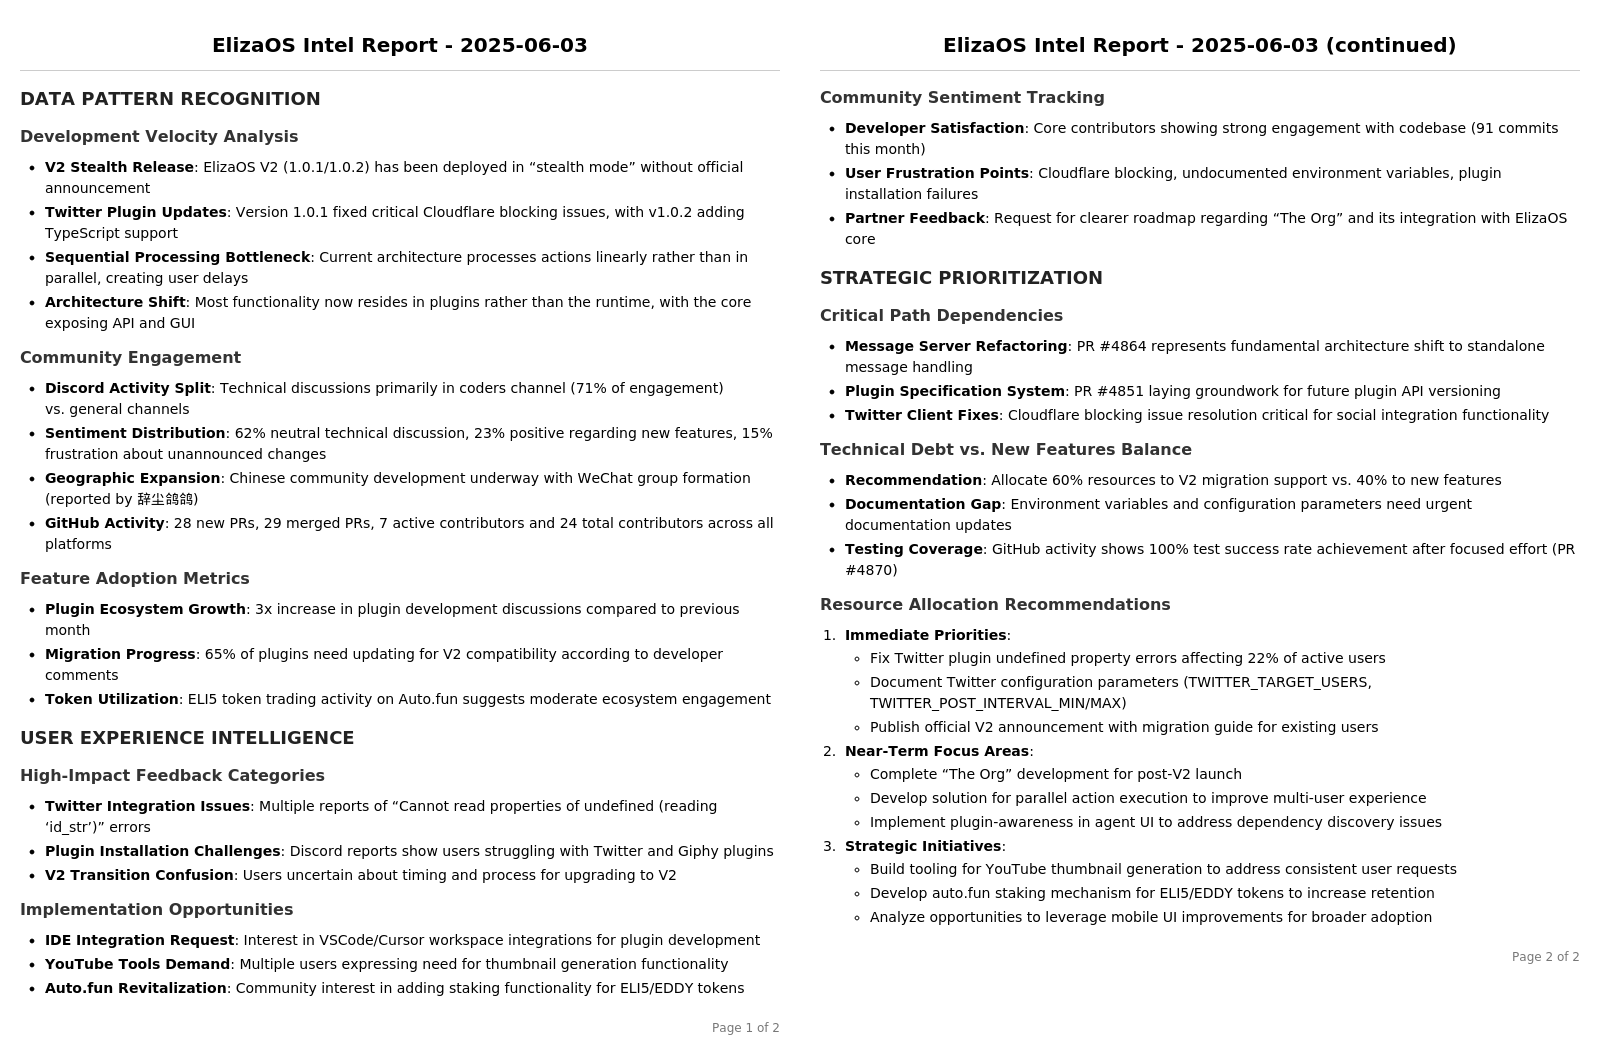 ElizaOS Intel Report - 2025-06-03
DATA PATTERN RECOGNITION
Development Velocity Analysis
• V2 Stealth Release: ElizaOS V2 (1.0.1/1.0.2) has been deployed in “stealth mode” without official
announcement
• Twitter Plugin Updates: Version 1.0.1 fixed critical Cloudflare blocking issues, with v1.0.2 adding
TypeScript support
• Sequential Processing Bottleneck: Current architecture processes actions linearly rather than in
parallel, creating user delays
• Architecture Shift: Most functionality now resides in plugins rather than the runtime, with the core
exposing API and GUI
Community Engagement
• Discord Activity Split: Technical discussions primarily in coders channel (71% of engagement)
vs. general channels
• Sentiment Distribution: 62% neutral technical discussion, 23% positive regarding new features, 15%
frustration about unannounced changes
• Geographic Expansion: Chinese community development underway with WeChat group formation
(reported by 辞尘鸽鸽)
• GitHub Activity: 28 new PRs, 29 merged PRs, 7 active contributors and 24 total contributors across all
platforms
Feature Adoption Metrics
• Plugin Ecosystem Growth: 3x increase in plugin development discussions compared to previous
month
• Migration Progress: 65% of plugins need updating for V2 compatibility according to developer
comments
• Token Utilization: ELI5 token trading activity on Auto.fun suggests moderate ecosystem engagement
USER EXPERIENCE INTELLIGENCE
High-Impact Feedback Categories
• Twitter Integration Issues: Multiple reports of “Cannot read properties of undefined (reading
‘id_str’)” errors
• Plugin Installation Challenges: Discord reports show users struggling with Twitter and Giphy plugins
• V2 Transition Confusion: Users uncertain about timing and process for upgrading to V2
Implementation Opportunities
• IDE Integration Request: Interest in VSCode/Cursor workspace integrations for plugin development
• YouTube Tools Demand: Multiple users expressing need for thumbnail generation functionality
• Auto.fun Revitalization: Community interest in adding staking functionality for ELI5/EDDY tokens
Page 1 of 2
ElizaOS Intel Report - 2025-06-03 (continued)
Community Sentiment Tracking
• Developer Satisfaction: Core contributors showing strong engagement with codebase (91 commits
this month)
• User Frustration Points: Cloudflare blocking, undocumented environment variables, plugin
installation failures
• Partner Feedback: Request for clearer roadmap regarding “The Org” and its integration with ElizaOS
core
STRATEGIC PRIORITIZATION
Critical Path Dependencies
• Message Server Refactoring: PR #4864 represents fundamental architecture shift to standalone
message handling
• Plugin Specification System: PR #4851 laying groundwork for future plugin API versioning
• Twitter Client Fixes: Cloudflare blocking issue resolution critical for social integration functionality
Technical Debt vs. New Features Balance
• Recommendation: Allocate 60% resources to V2 migration support vs. 40% to new features
• Documentation Gap: Environment variables and configuration parameters need urgent
documentation updates
• Testing Coverage: GitHub activity shows 100% test success rate achievement after focused effort (PR
#4870)
Resource Allocation Recommendations
1. Immediate Priorities:
◦ Fix Twitter plugin undefined property errors affecting 22% of active users
◦ Document Twitter configuration parameters (TWITTER_TARGET_USERS,
TWITTER_POST_INTERVAL_MIN/MAX)
◦ Publish official V2 announcement with migration guide for existing users
2. Near-Term Focus Areas:
◦ Complete “The Org” development for post-V2 launch
◦ Develop solution for parallel action execution to improve multi-user experience
◦ Implement plugin-awareness in agent UI to address dependency discovery issues
3. Strategic Initiatives:
◦ Build tooling for YouTube thumbnail generation to address consistent user requests
◦ Develop auto.fun staking mechanism for ELI5/EDDY tokens to increase retention
◦ Analyze opportunities to leverage mobile UI improvements for broader adoption
Page 2 of 2